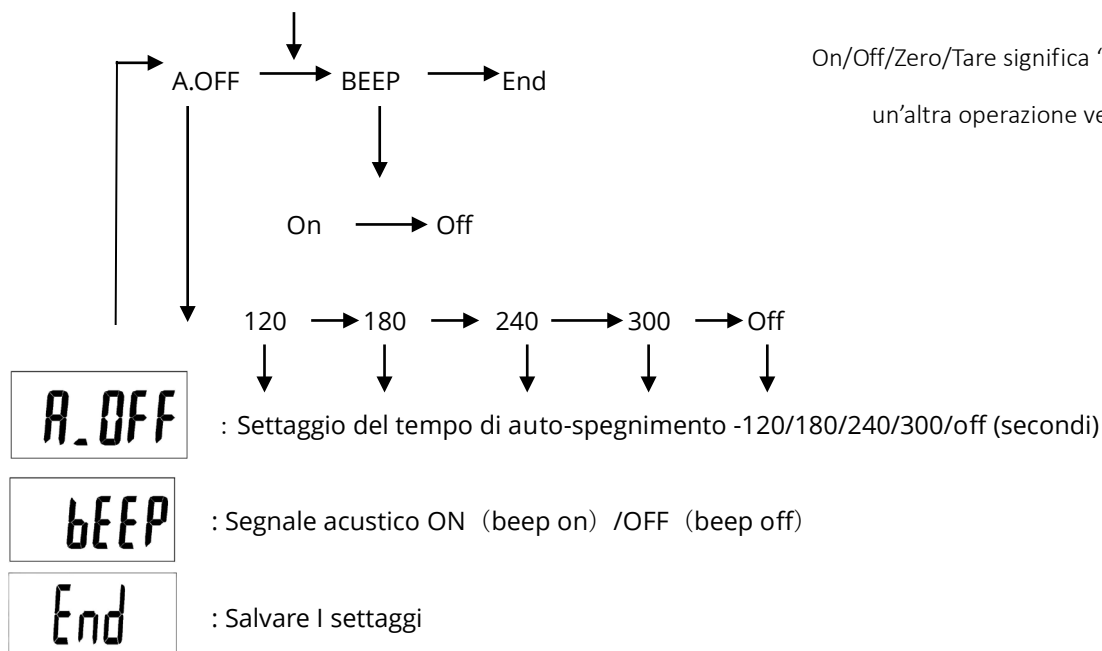 On/Off/Zero/Tare significa “
A.OFF BEEP End
un’altra operazione
On Off
120 180 240 300 Off
A_OFF : Settaggio del tempo di auto-spegnimento -120/180/240/300/off (secondi)
bEEP : Segnale acustico ON（beep on）/OFF（beep off）
End : Salvare I settaggi